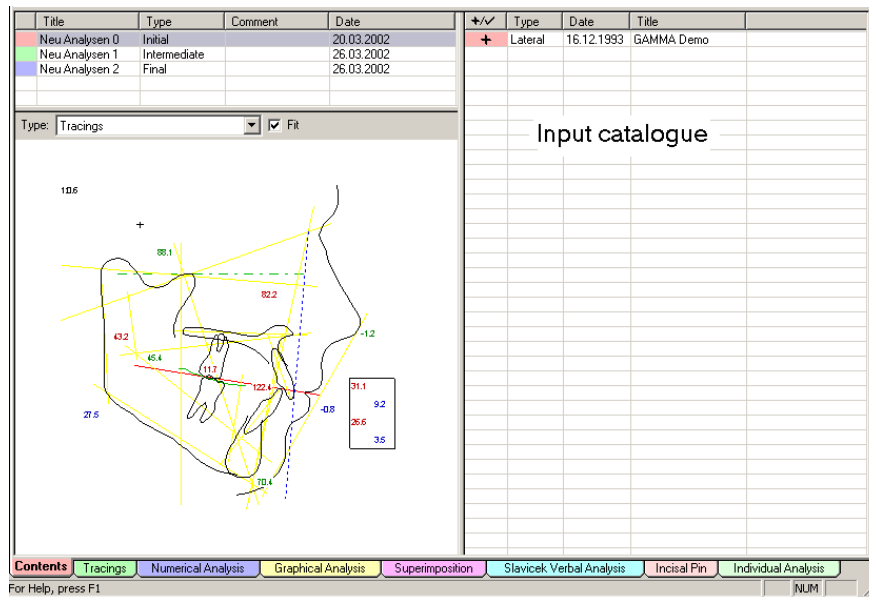 Title Type Comment Date
Neu Analysen 0 Initial 20.03.2002
Neu Analysen 1 Intermediate 26.03.2002
Neu Analysen 2 Final 26.03.2002
Type: Tracings Fit
110.6
88.1
82.2
-1.2
43.2
45.4
11.7
122.4
31.1
9.2
-0.8
27.5
26.6
3.5
70.4
+/✓ Type Date Title
+ Lateral 16.12.1993 GAMMA Demo
Input catalogue
Contents Tracings Numerical Analysis Graphical Analysis Superimposition Slavicek Verbal Analysis Incisal Pin Individual Analysis
For Help, press F1 NUM